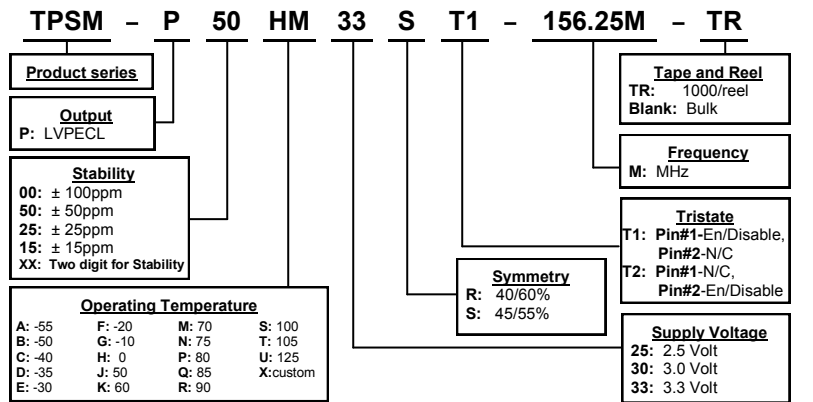 TPSM – P 50 HM 33 S T1 – 156.25M – TR
Product series
Output
P: LVPECL
Stability
00: ± 100ppm
50: ± 50ppm
25: ± 25ppm
15: ± 15ppm
XX: Two digit for Stability
Operating Temperature
A: -55 F: -20 M: 70 S: 100
B: -50 G: -10 N: 75 T: 105
C: -40 H: 0 P: 80 U: 125
D: -35 J: 50 Q: 85 X:custom
E: -30 K: 60 R: 90
Tape and Reel
TR: 1000/reel
Blank: Bulk
Frequency
M: MHz
Tristate
T1: Pin#1-En/Disable,
Pin#2-N/C
T2: Pin#1-N/C,
Pin#2-En/Disable
Symmetry
R: 40/60%
S: 45/55%
Supply Voltage
25: 2.5 Volt
30: 3.0 Volt
33: 3.3 Volt